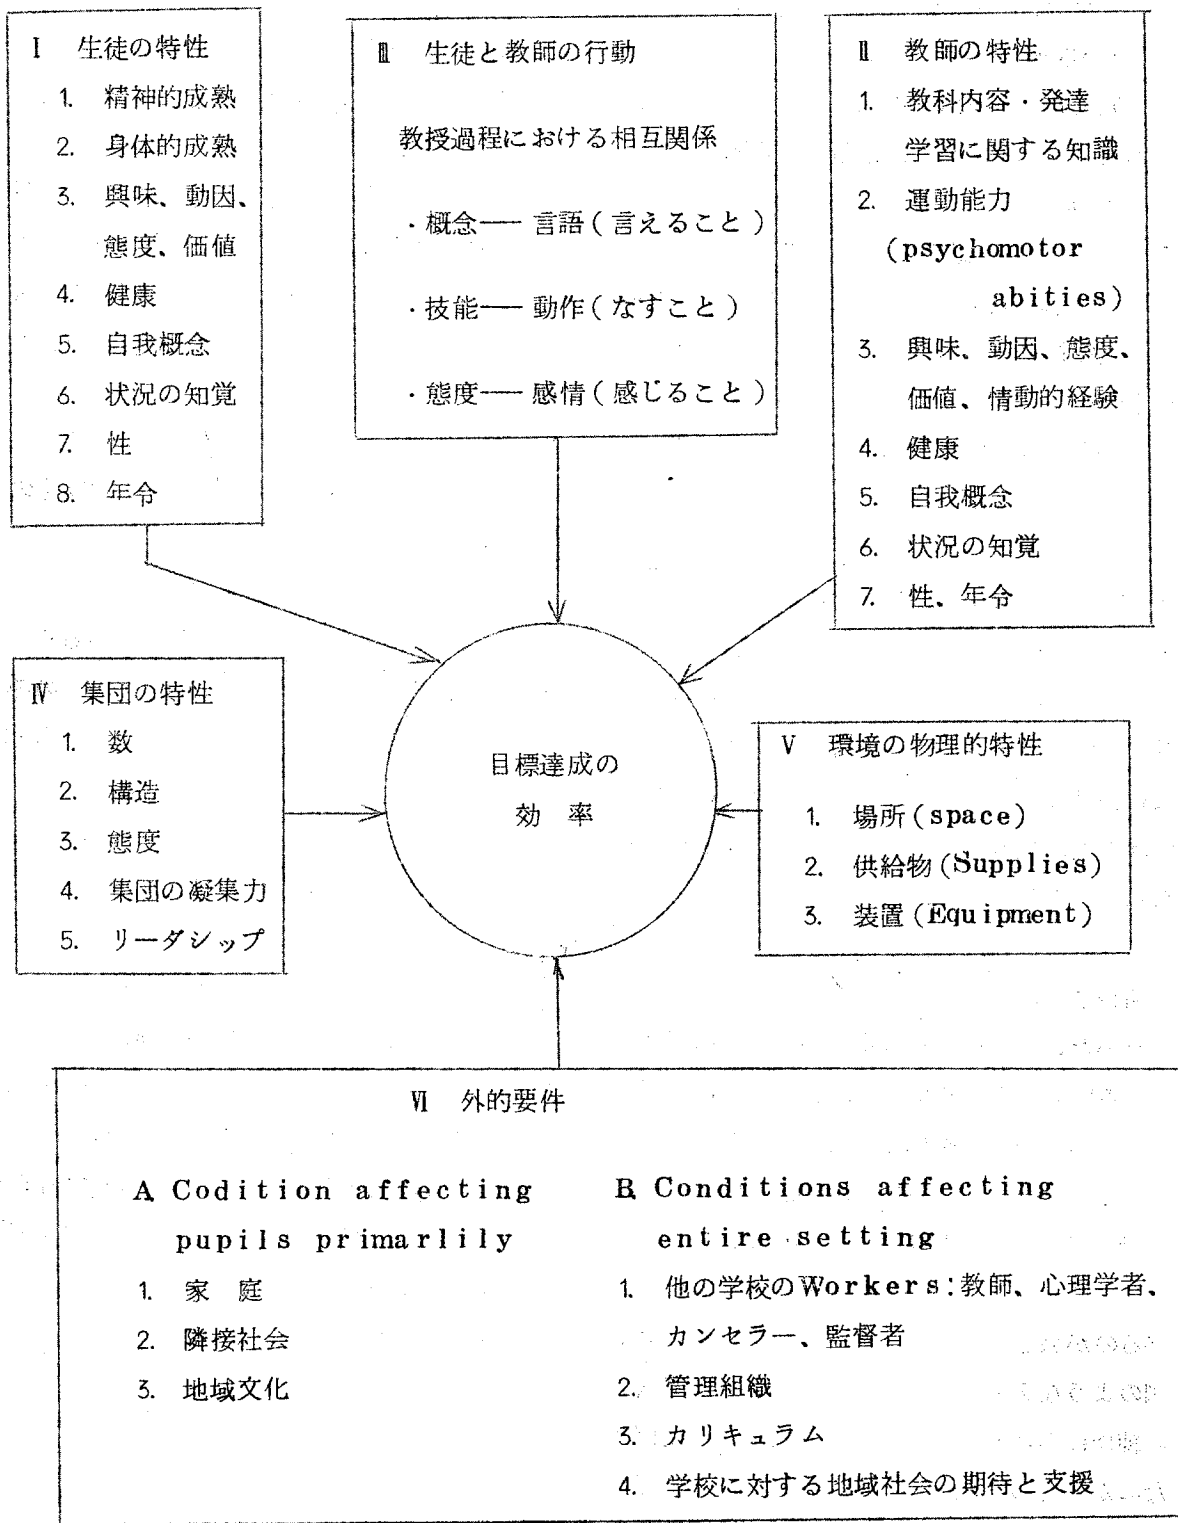 Ⅰ 生徒の特性
1. 精神的成熟
2. 身体的成熟
3. 興味、動因、
態度、価値
4. 健康
5. 自我概念
6. 状況の知覚
7. 性
8. 年令
Ⅲ 生徒と教師の行動
教授過程における相互関係
・概念── 言語(言えること)
・技能── 動作(なすこと)
・態度── 感情(感じること)
Ⅱ 教師の特性
1. 教科内容・発達
学習に関する知識
2. 運動能力
(psychomotor
abities)
3. 興味、動因、態度、
価値、情動的経験
4. 健康
5. 自我概念
6. 状況の知覚
7. 性、年令
Ⅳ 集団の特性
1. 数
2. 構造
3. 態度
4. 集団の凝集力
5. リーダシップ
目標達成の
効 率
Ⅴ 環境の物理的特性
1. 場所(space)
2. 供給物(Supplies)
3. 装置(Equipment)
Ⅵ 外的要件
A Codition affecting
pupils primarlily
1. 家 庭
2. 隣接社会
3. 地域文化
B Conditions affecting
entire setting
1. 他の学校のWorkers:教師、心理学者、
カンセラー、監督者
2. 管理組織
3. カリキュラム
4. 学校に対する地域社会の期待と支援